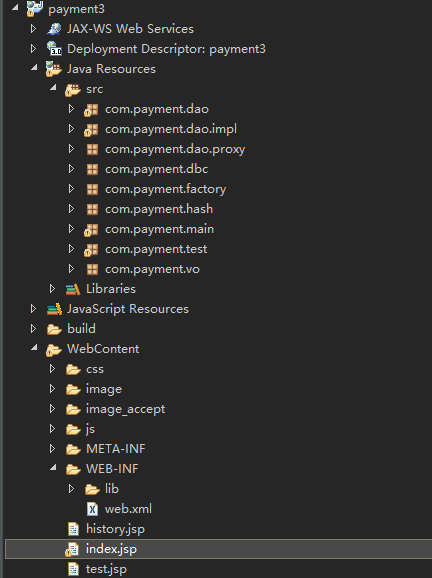 payment3
JAX-WS Web Services
Deployment Descriptor: payment3
3.0
Java Resources
src
com.payment.dao
com.payment.dao.impl
com.payment.dao.proxy
com.payment.dbc
com.payment.factory
com.payment.hash
com.payment.main
com.payment.test
com.payment.vo
Libraries
JavaScript Resources
build
WebContent
css
image
image_accept
js
META-INF
WEB-INF
lib
X web.xml
history.jsp
index.jsp
test.jsp